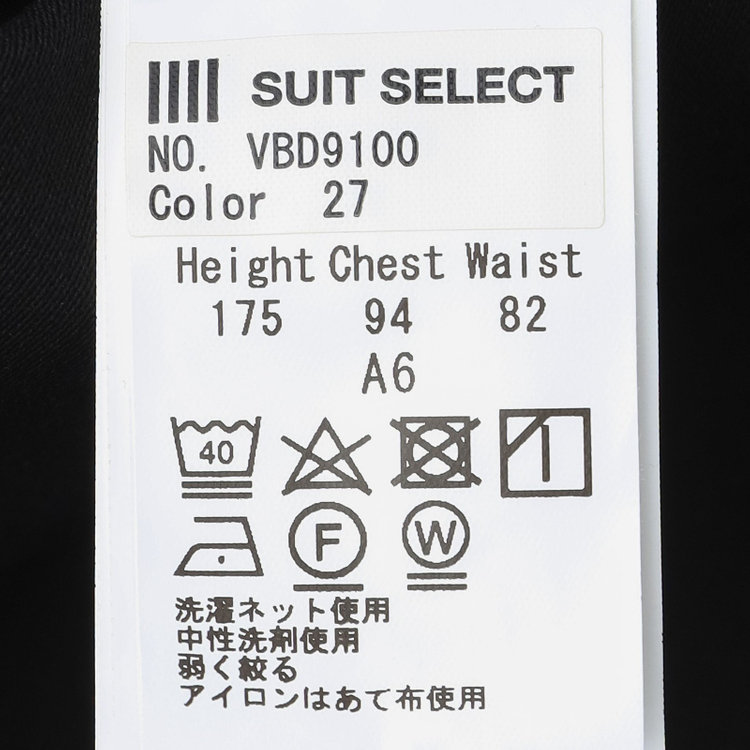 SUIT SELECT
NO. VBD9100
Color 27
Height Chest Waist
175 94 82
A6
40
F W
洗濯ネット使用
中性洗剤使用
弱く絞る
アイロンはあて布使用